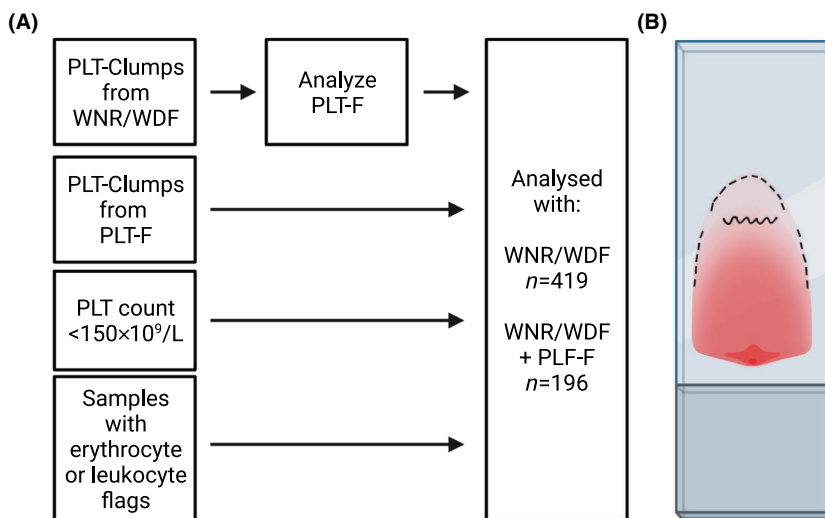 (A)
PLT-Clumps
from
WNR/WDF
Analyze
PLT-F
PLT-Clumps
from
PLT-F
PLT count
<150×10⁹/L
Samples
with
erythrocyte
or leukocyte
flags
Analysed
with:
WNR/WDF
n=419
WNR/WDF
+ PLF-F
n=196
(B)